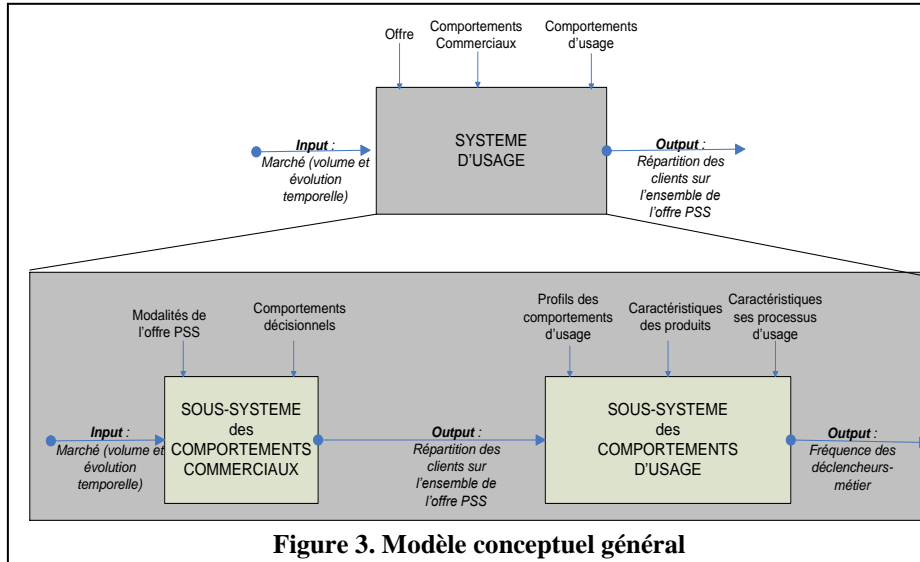 Offre
Comportements
Commerciaux
Comportements
d'usage
Input :
Marché (volume et
évolution
temporelle)
SYSTEME
D'USAGE
Output :
Répartition des
clients sur
l'ensemble de
l'offre PSS
Modalités de
l'offre PSS
Comportements
décisionnels
Profils des
comportements
d'usage
Caractéristiques
des produits
Caractéristiques
ses processus
d'usage
Input :
Marché (volume et
évolution
temporelle)
SOUS-SYSTEME
des
COMPORTEMENTS
COMMERCIAUX
Output :
Répartition des
clients sur
l'ensemble de
l'offre PSS
SOUS-SYSTEME
des
COMPORTEMENTS
D'USAGE
Output :
Fréquence des
déclencheurs-
métier
Figure 3. Modèle conceptuel général